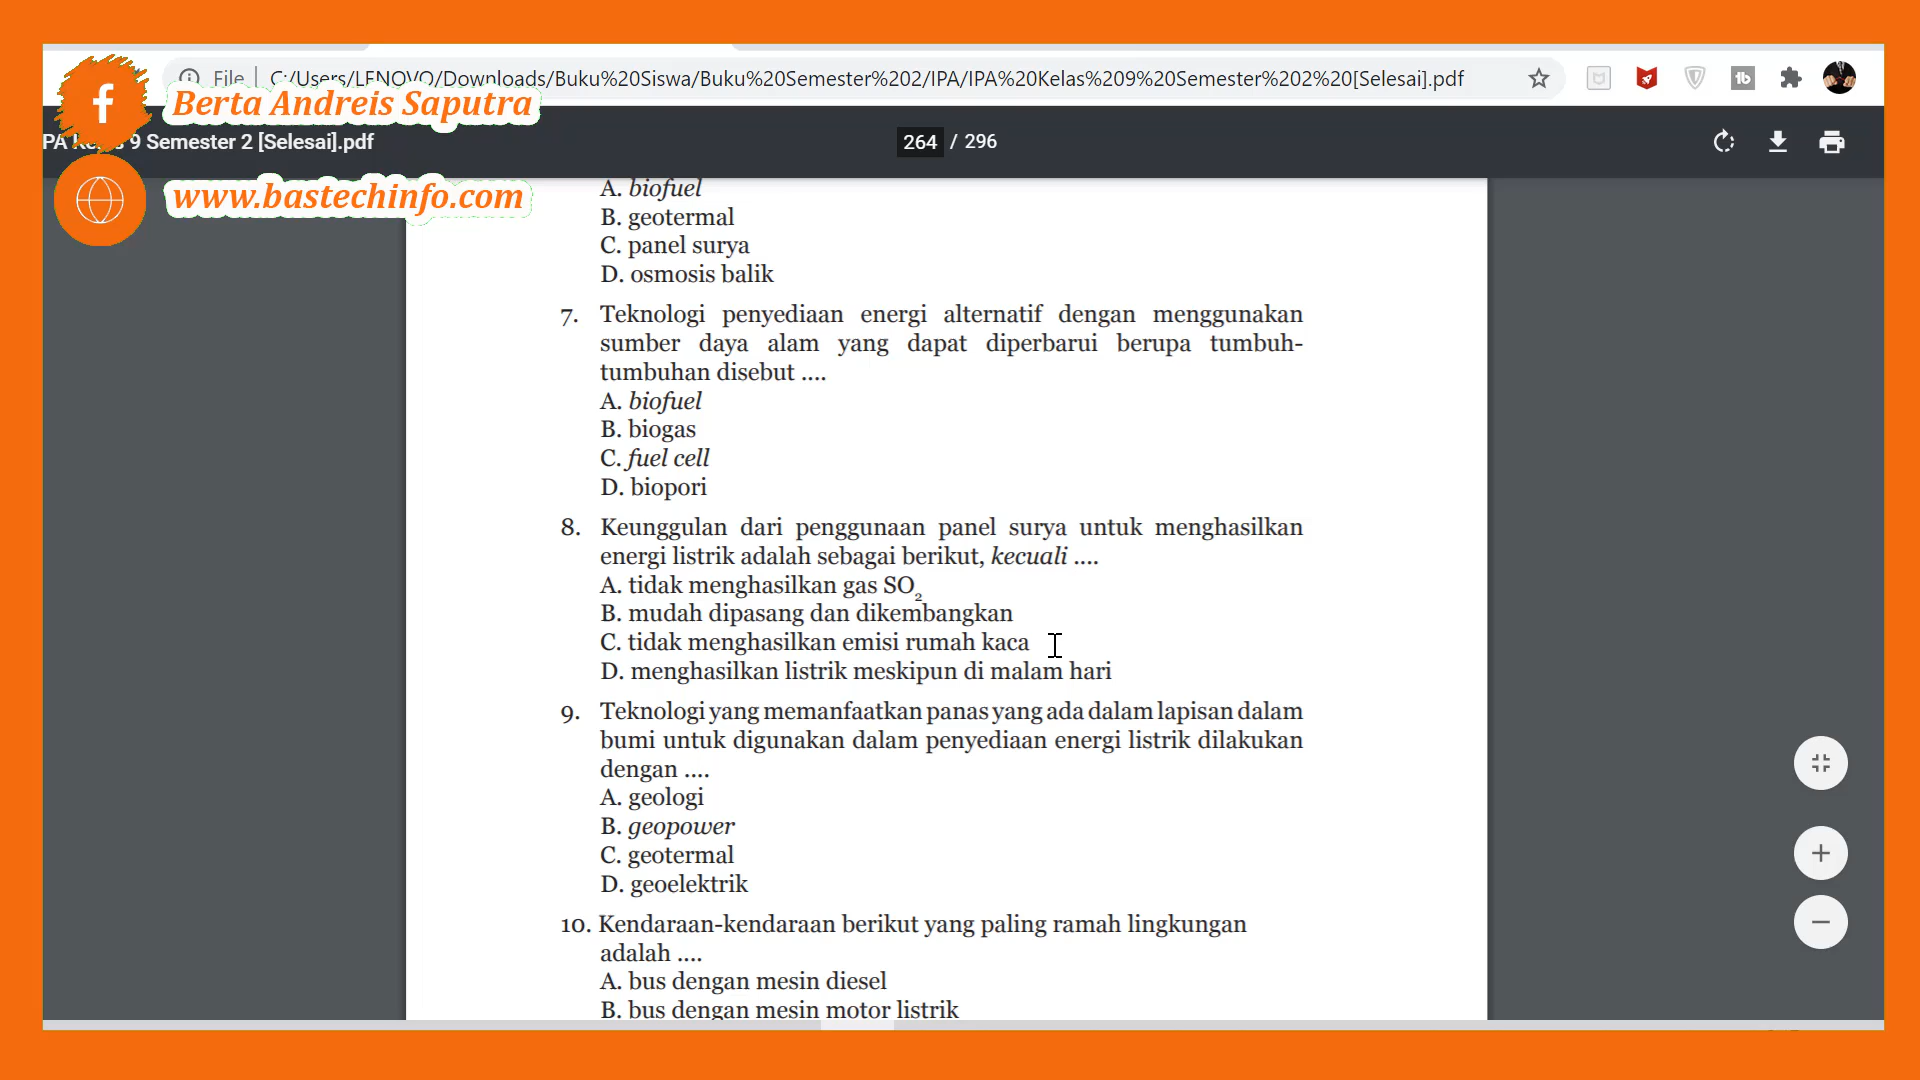 File
C:/Users/LENOVO/Downloads/Buku%20Siswa/Buku%20Semester%202/IPA/IPA%20Kelas%209%20Semester%202%20[Selesai].pdf
Berta Andreis Saputra
9 Semester 2 [Selesai].pdf
264 / 296
www.bastechinfo.com
A. biofuel
B. geotermal
C. panel surya
D. osmosis balik
7. Teknologi penyediaan energi alternatif dengan menggunakan
sumber daya alam yang dapat diperbarui berupa tumbuh-
tumbuhan disebut ....
A. biofuel
B. biogas
C. fuel cell
D. biopori
8. Keunggulan dari penggunaan panel surya untuk menghasilkan
energi listrik adalah sebagai berikut, kecuali ....
A. tidak menghasilkan gas SO₂
B. mudah dipasang dan dikembangkan
C. tidak menghasilkan emisi rumah kaca
D. menghasilkan listrik meskipun di malam hari
9. Teknologi yang memanfaatkan panas yang ada dalam lapisan dalam
bumi untuk digunakan dalam penyediaan energi listrik dilakukan
dengan ....
A. geologi
B. geopower
C. geotermal
D. geoelektrik
10. Kendaraan-kendaraan berikut yang paling ramah lingkungan
adalah ....
A. bus dengan mesin diesel
B. bus dengan mesin motor listrik